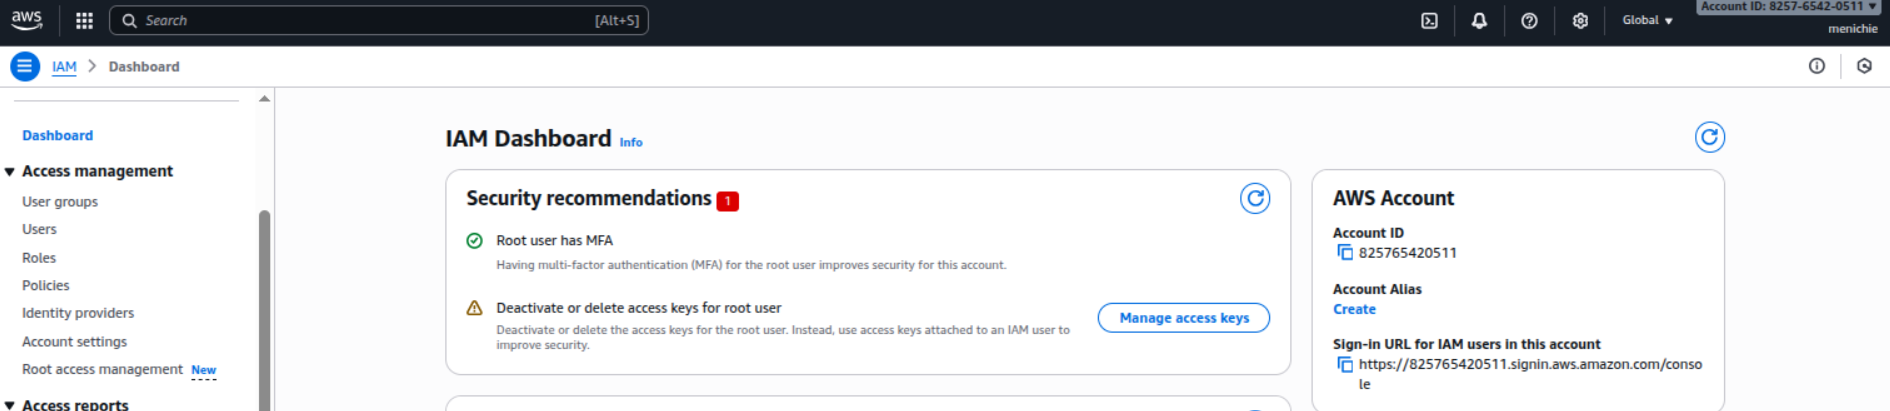 aws
Search [Alt+S]
Global
Account ID: 8257-6542-0511
menichie
IAM > Dashboard
Dashboard
Access management
User groups
Users
Roles
Policies
Identity providers
Account settings
Root access management New
Access reports
IAM Dashboard Info
Security recommendations 1
Root user has MFA
Having multi-factor authentication (MFA) for the root user improves security for this account.
Deactivate or delete access keys for root user
Deactivate or delete the access keys for the root user. Instead, use access keys attached to an IAM user to
improve security.
Manage access keys
AWS Account
Account ID
825765420511
Account Alias
Create
Sign-in URL for IAM users in this account
https://825765420511.signin.aws.amazon.com/conso
le